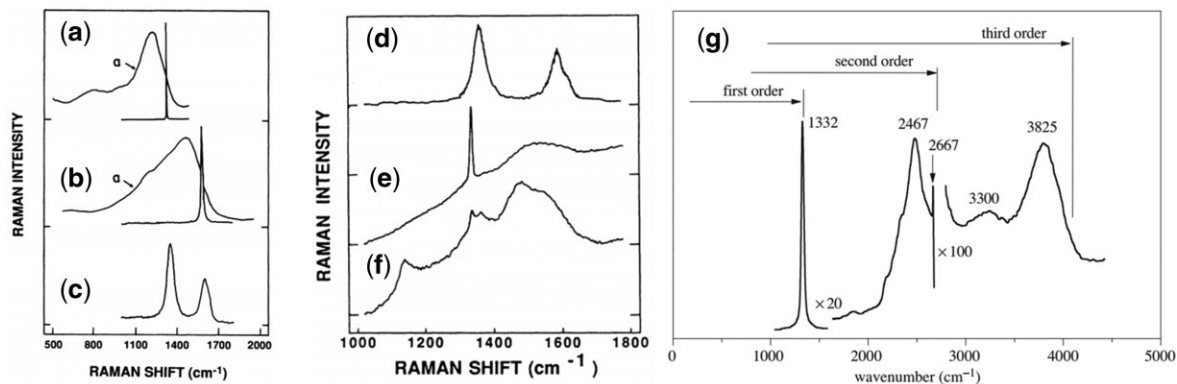 (a)
a
(b)
a
(c)
RAMAN INTENSITY
500 800 1100 1400 1700 2000
RAMAN SHIFT (cm-1)
(d)
(e)
(f)
RAMAN INTENSITY
1000 1200 1400 1600 1800
RAMAN SHIFT (cm -1)
(g)
third order
second order
first order
1332
2467
2667
3825
3300
×100
×20
0 1000 2000 3000 4000 5000
wavenumber (cm-1)